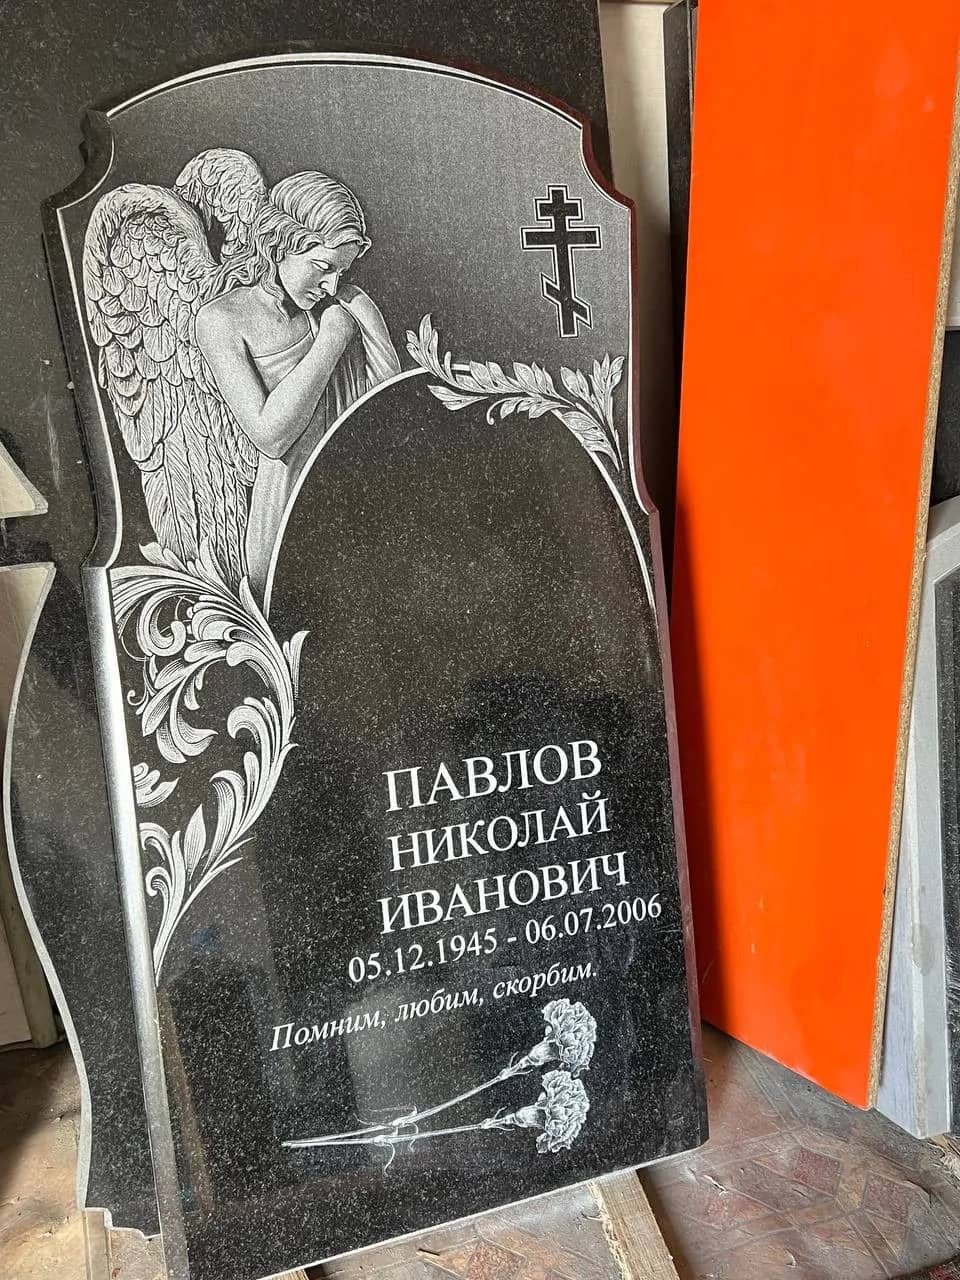 ПАВЛОВ
НИКОЛАЙ
ИВАНОВИЧ
05.12.1945 - 06.07.2006
Помним, любим, скорбим.